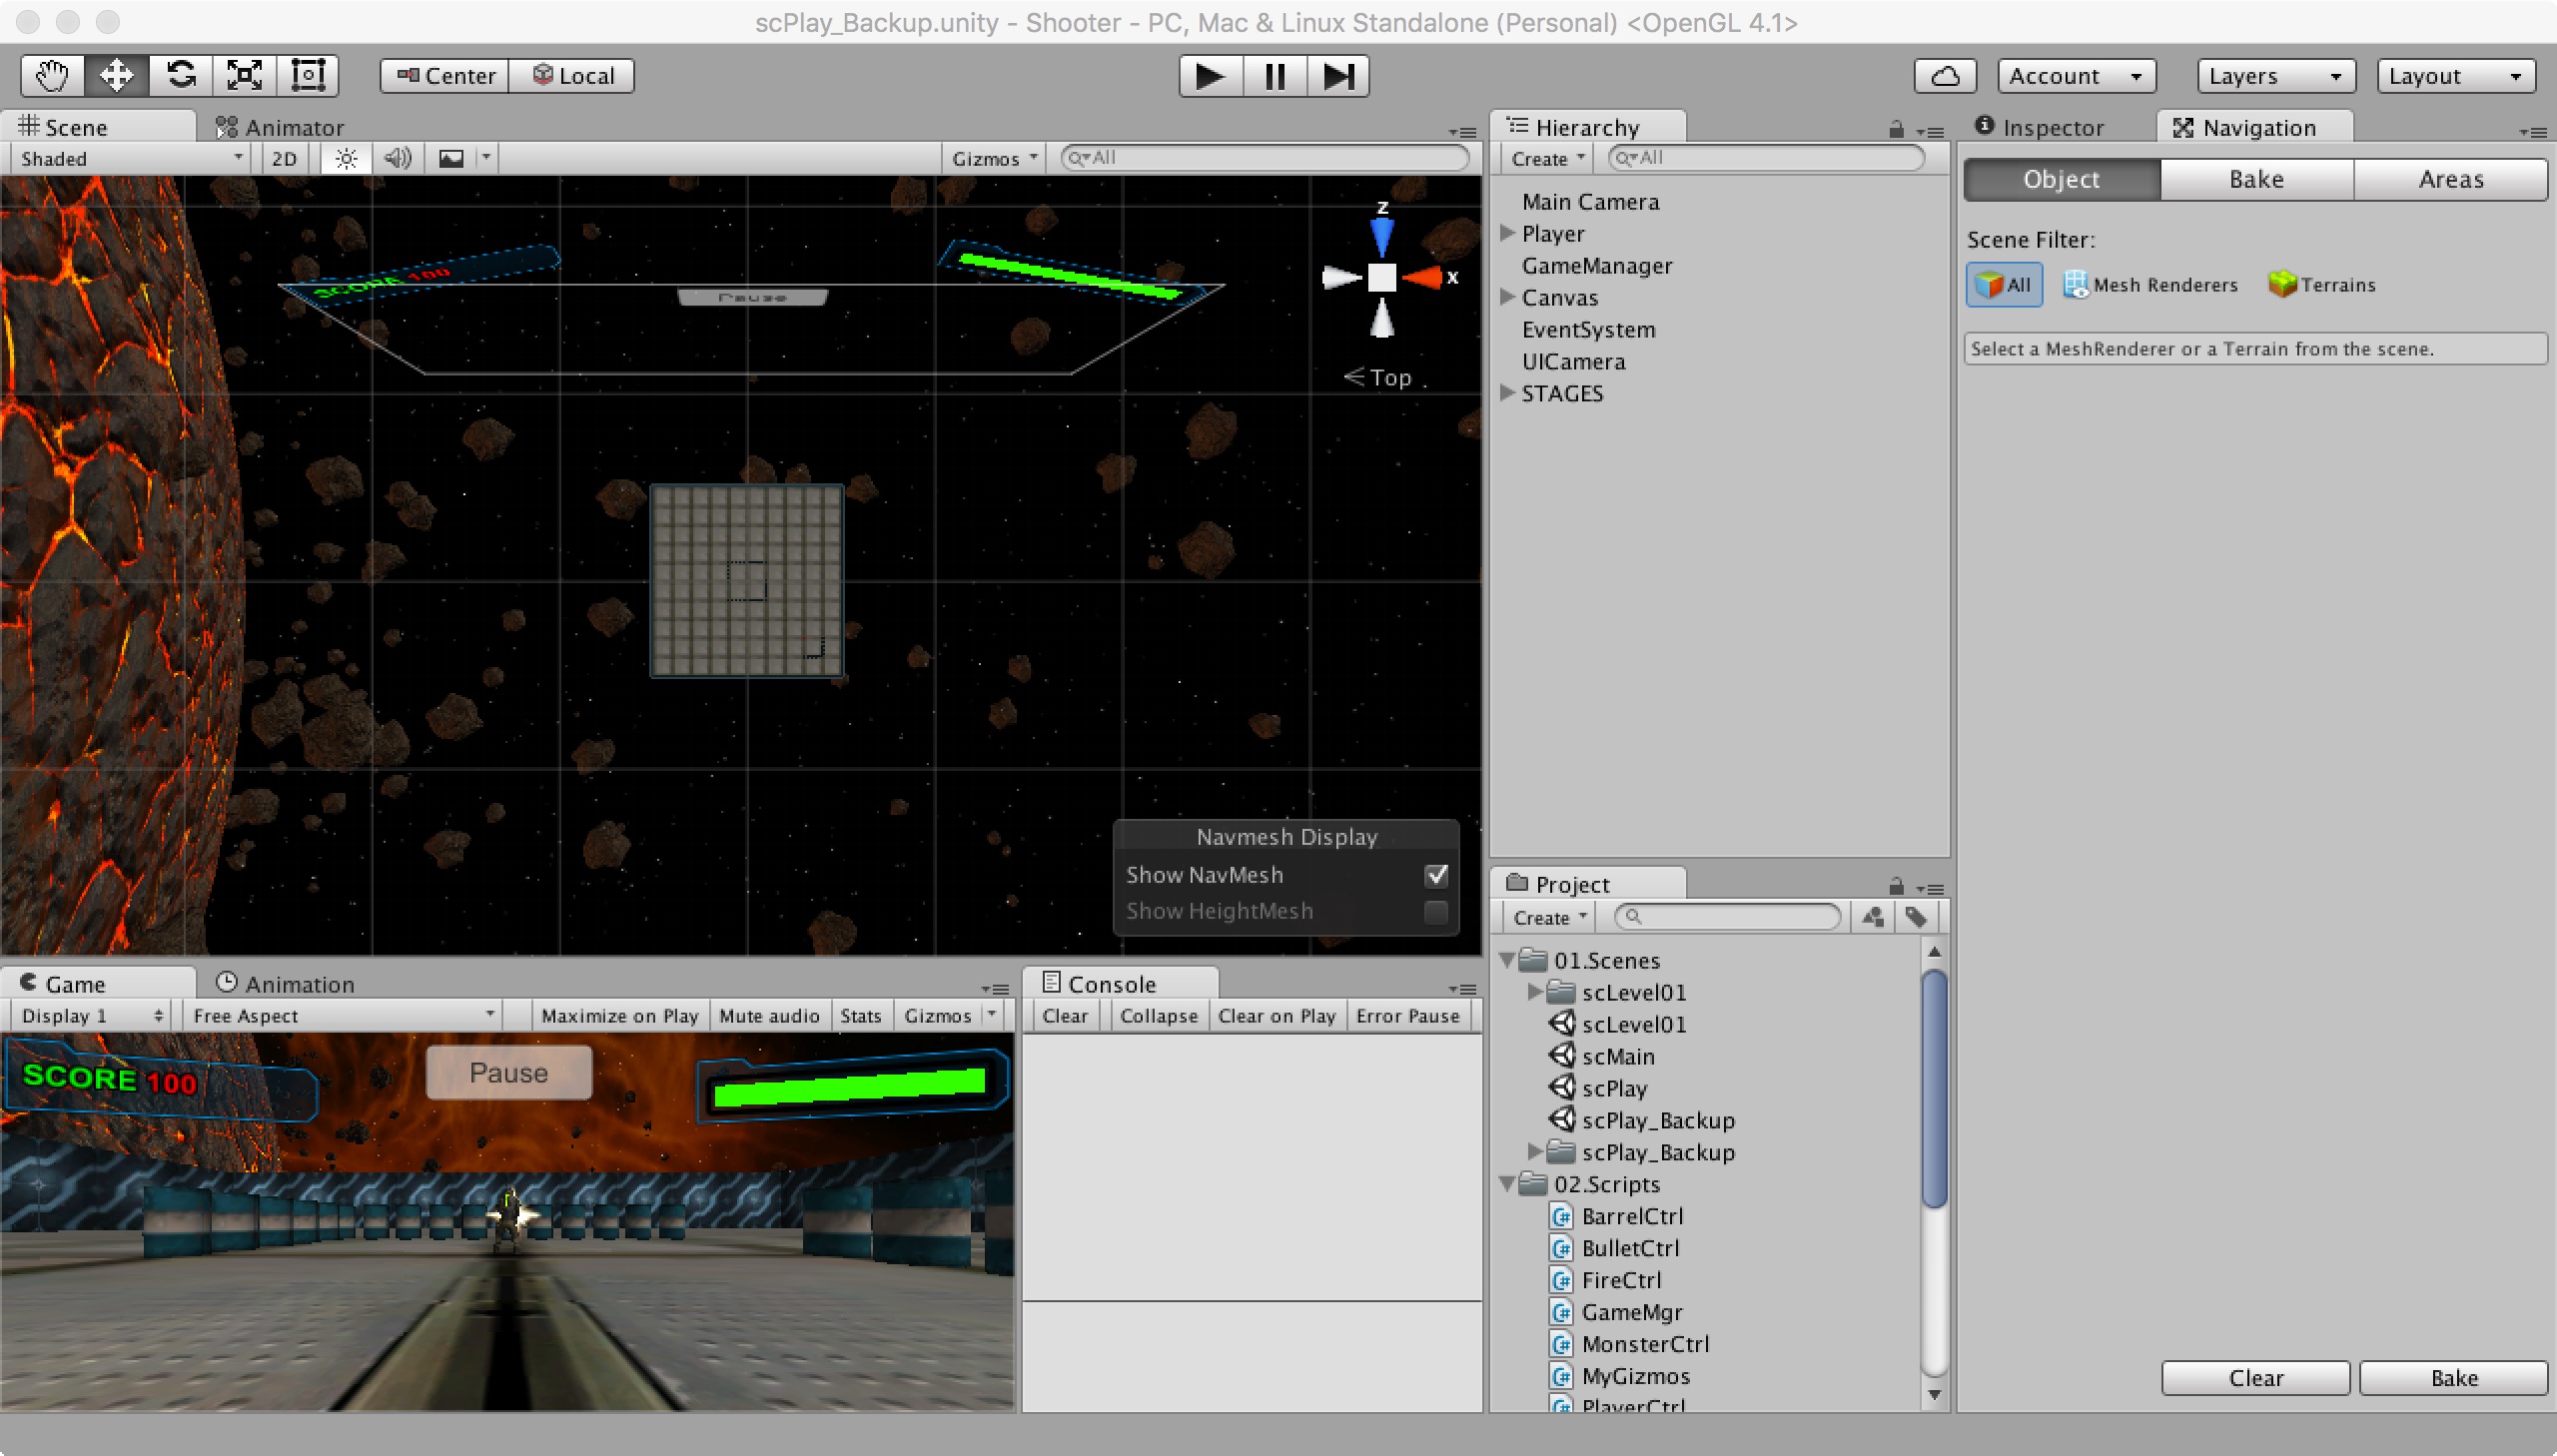 scPlay_Backup.unity - Shooter - PC, Mac & Linux Standalone (Personal) <OpenGL 4.1>
Center Local
Account Layers Layout
Scene Animator
Shaded 2D Gizmos All
SCORE 100
Pause
z
x
Top
Navmesh Display
Show NavMesh
Show HeightMesh
Game Animation
Display 1 Free Aspect Maximize on Play Mute audio Stats Gizmos
SCORE 100
Pause
Console
Clear Collapse Clear on Play Error Pause
Hierarchy
Create All
Main Camera
Player
GameManager
Canvas
EventSystem
UICamera
STAGES
Project
Create
01.Scenes
scLevel01
scLevel01
scMain
scPlay
scPlay_Backup
scPlay_Backup
02.Scripts
BarrelCtrl
BulletCtrl
FireCtrl
GameMgr
MonsterCtrl
MyGizmos
PlayerCtrl
Inspector Navigation
Object Bake Areas
Scene Filter:
All Mesh Renderers Terrains
Select a MeshRenderer or a Terrain from the scene.
Clear Bake